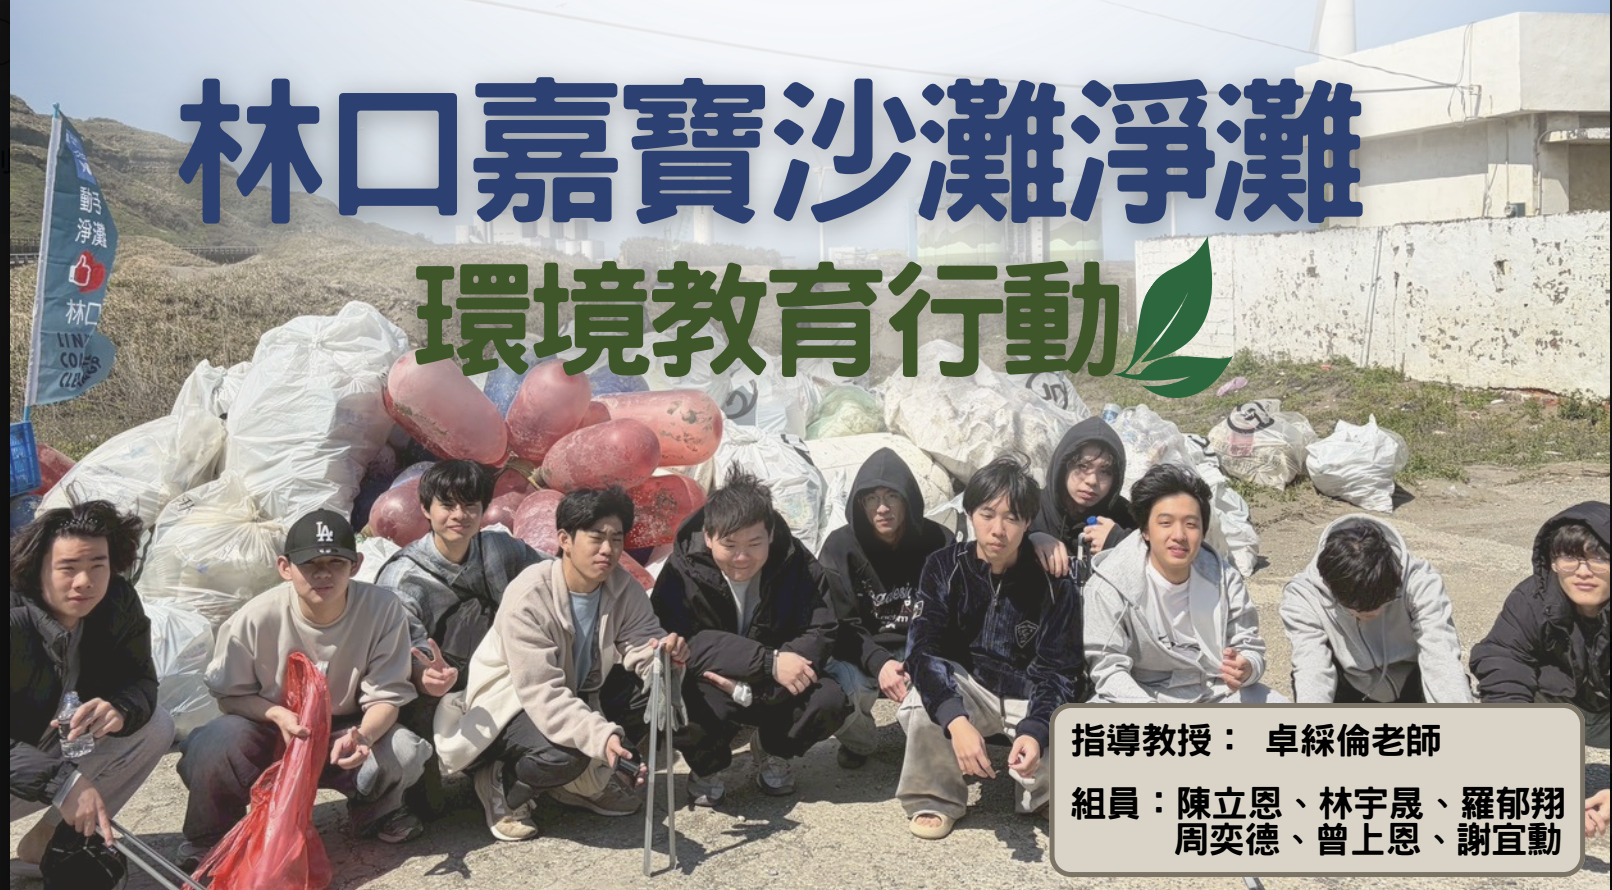 林口嘉寶沙灘淨灘
環境教育行動
動手
淨灘
林口
LA
指導教授： 卓綵倫老師
組員：陳立恩、林宇晟、羅郁翔
周奕德、曾上恩、謝宜勳